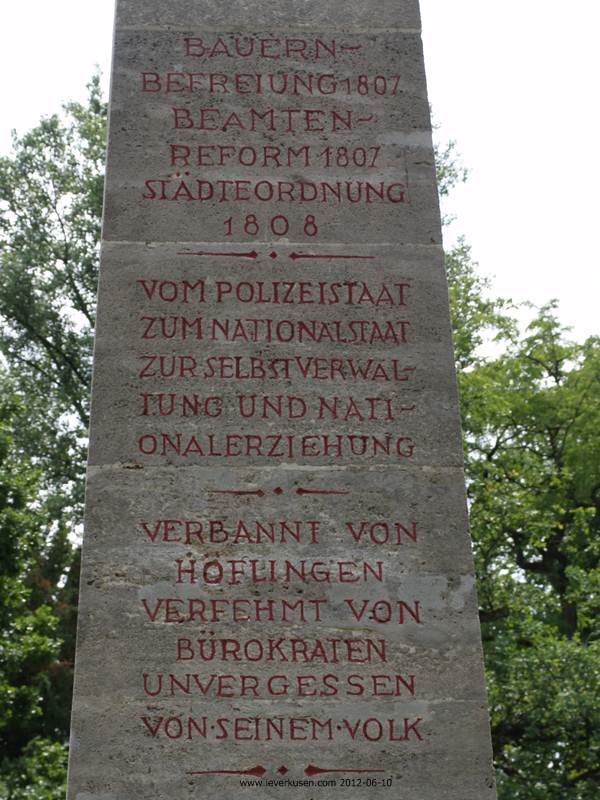 BAUERN-
BEFREIUNG 1807
BEAMTEN-
REFORM 1807
STÄDTEORDNUNG
1808
VOM POLIZEISTAAT
ZUM NATIONALSTAAT
ZUR SELBSTVERWAL-
TUNG UND NATI-
ONALERZIEHUNG
VERBANNT VON
HÖFLINGEN
VERFEHMT VON
BÜROKRATEN
UNVERGESSEN
VON·SEINEM·VOLK
www.leverkusen.com 2012-06-10